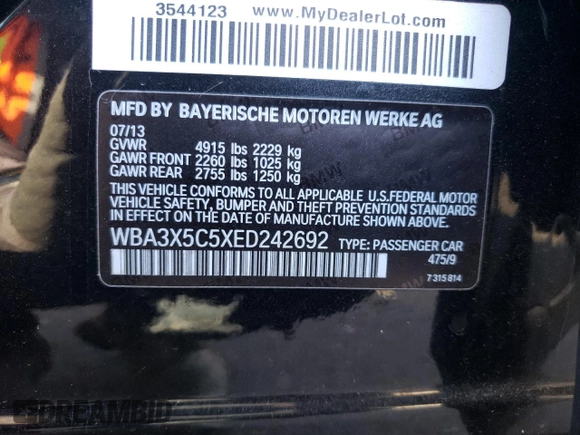 3544123 www.MyDealerLot.com
MFD BY BAYERISCHE MOTOREN WERKE AG
07/13
GVWR 4915 lbs 2229 kg
GAWR FRONT 2260 lbs 1025 kg
GAWR REAR 2755 lbs 1250 kg
THIS VEHICLE CONFORMS TO ALL APPLICABLE U.S.FEDERAL MOTOR
VEHICLE SAFETY, BUMPER AND THEFT PREVENTION STANDARDS
IN EFFECT ON THE DATE OF MANUFACTURE SHOWN ABOVE.
WBA3X5C5XED242692 TYPE: PASSENGER CAR
475/9
7 315 814
DREAMBID